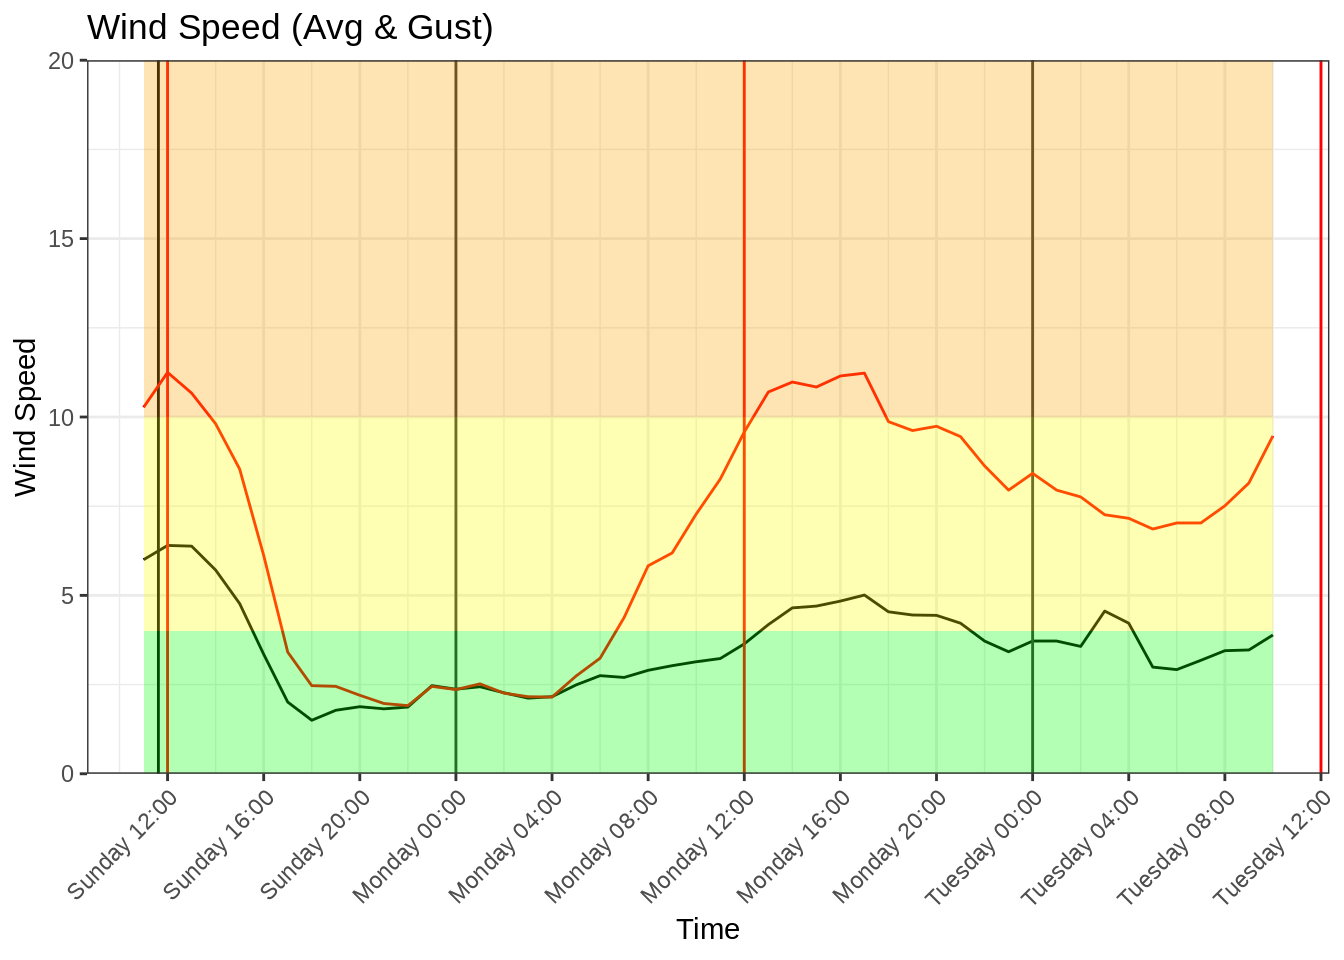 Wind Speed (Avg & Gust)
20
15
10
5
0
Wind Speed
Sunday 12:00
Sunday 16:00
Sunday 20:00
Monday 00:00
Monday 04:00
Monday 08:00
Monday 12:00
Monday 16:00
Monday 20:00
Tuesday 00:00
Tuesday 04:00
Tuesday 08:00
Tuesday 12:00
Time